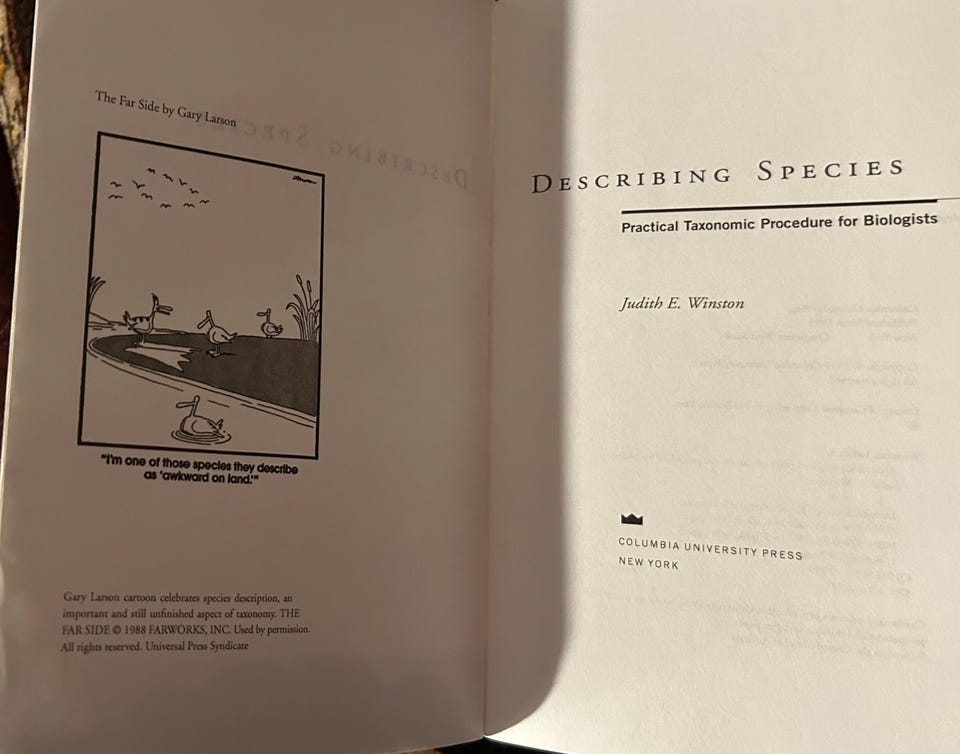 The Far Side by Gary Larson
"I'm one of those species they describe
as 'awkward on land.'"
Gary Larson cartoon celebrates species description, an
important and still unfinished aspect of taxonomy. THE
FAR SIDE © 1988 FARWORKS, INC. Used by permission.
All rights reserved. Universal Press Syndicate
DESCRIBING SPECIES
Practical Taxonomic Procedure for Biologists
Judith E. Winston
COLUMBIA UNIVERSITY PRESS
NEW YORK